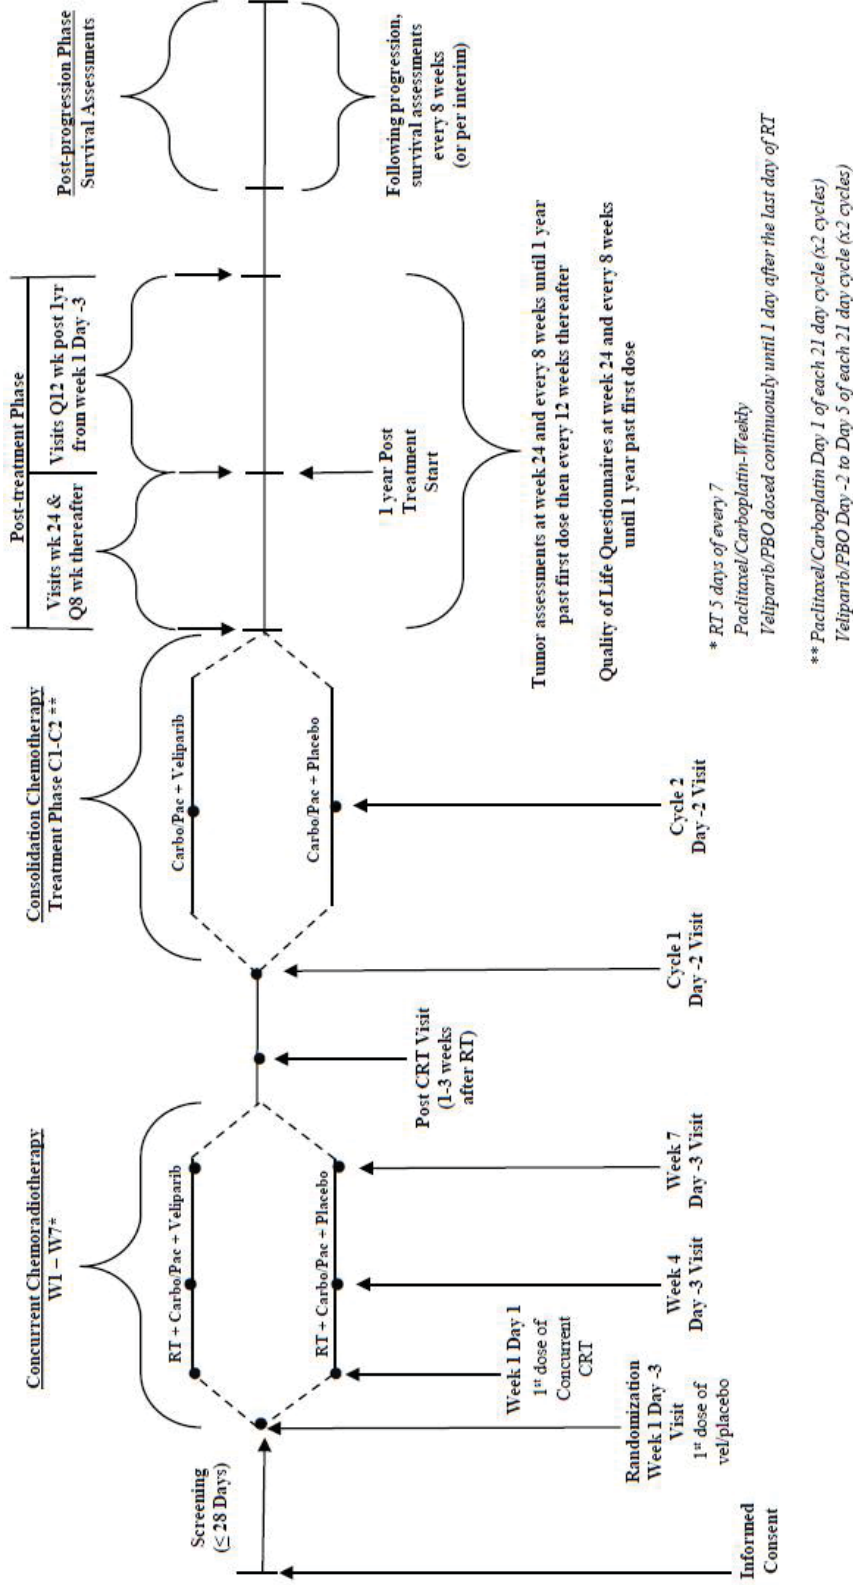 Concurrent Chemoradiotherapy
W1 – W7*
Consolidation Chemotherapy
Treatment Phase C1-C2 **
Post-treatment Phase
Visits wk 24 &
Q8 wk thereafter
Visits Q12 wk post 1yr
from week 1 Day -3
Post-progression Phase
Survival Assessments
Screening
(≤ 28 Days)
RT + Carbo/Pac + Veliparib
RT + Carbo/Pac + Placebo
Carbo/Pac + Veliparib
Carbo/Pac + Placebo
Informed
Consent
Randomization
Week 1 Day -3
Visit
1st dose of
vel/placebo
Week 1 Day 1
1st dose of
Concurrent
CRT
Week 4
Day -3 Visit
Week 7
Day -3 Visit
Post CRT Visit
(1-3 weeks
after RT)
Cycle 1
Day -2 Visit
Cycle 2
Day -2 Visit
1 year Post
Treatment
Start
Following progression,
survival assessments
every 8 weeks
(or per interim)
Tumor assessments at week 24 and every 8 weeks until 1 year
past first dose then every 12 weeks thereafter
Quality of Life Questionnaires at week 24 and every 8 weeks
until 1 year past first dose
* RT 5 days of every 7
Paclitaxel/Carboplatin-Weekly
Veliparib/PBO dosed continuously until 1 day after the last day of RT
** Paclitaxel/Carboplatin Day 1 of each 21 day cycle (x2 cycles)
Veliparib/PBO Day -2 to Day 5 of each 21 day cycle (x2 cycles)